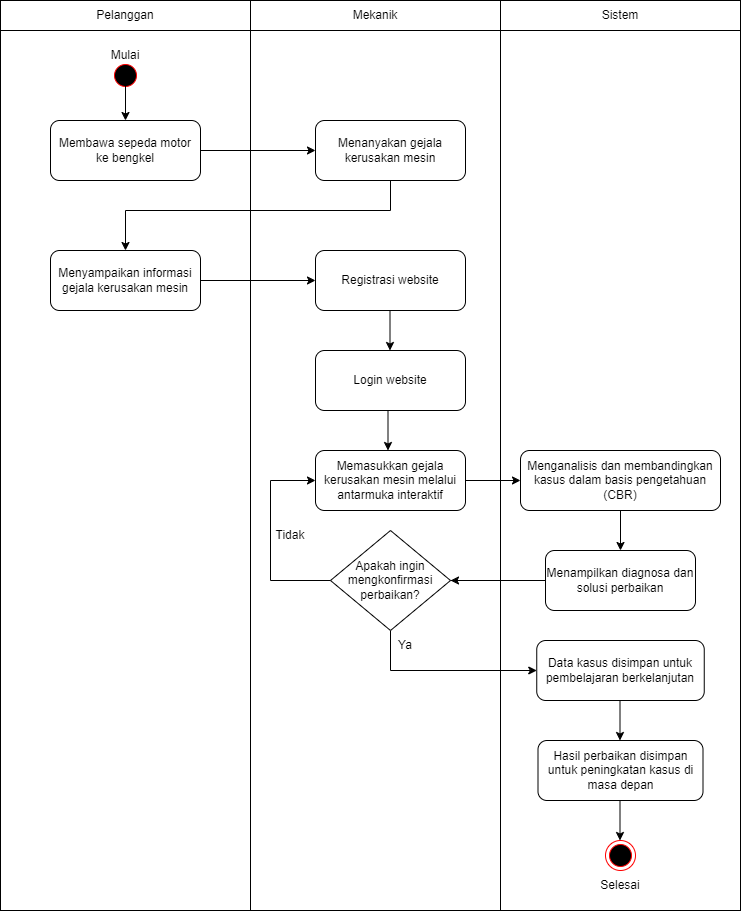 Pelanggan
Mekanik
Sistem
Mulai
Membawa sepeda motor
ke bengkel
Menanyakan gejala
kerusakan mesin
Menyampaikan informasi
gejala kerusakan mesin
Registrasi website
Login website
Memasukkan gejala
kerusakan mesin melalui
antarmuka interaktif
Menganalisis dan membandingkan
kasus dalam basis pengetahuan
(CBR)
Tidak
Apakah ingin
mengkonfirmasi
perbaikan?
Menampilkan diagnosa dan
solusi perbaikan
Ya
Data kasus disimpan untuk
pembelajaran berkelanjutan
Hasil perbaikan disimpan
untuk peningkatan kasus di
masa depan
Selesai